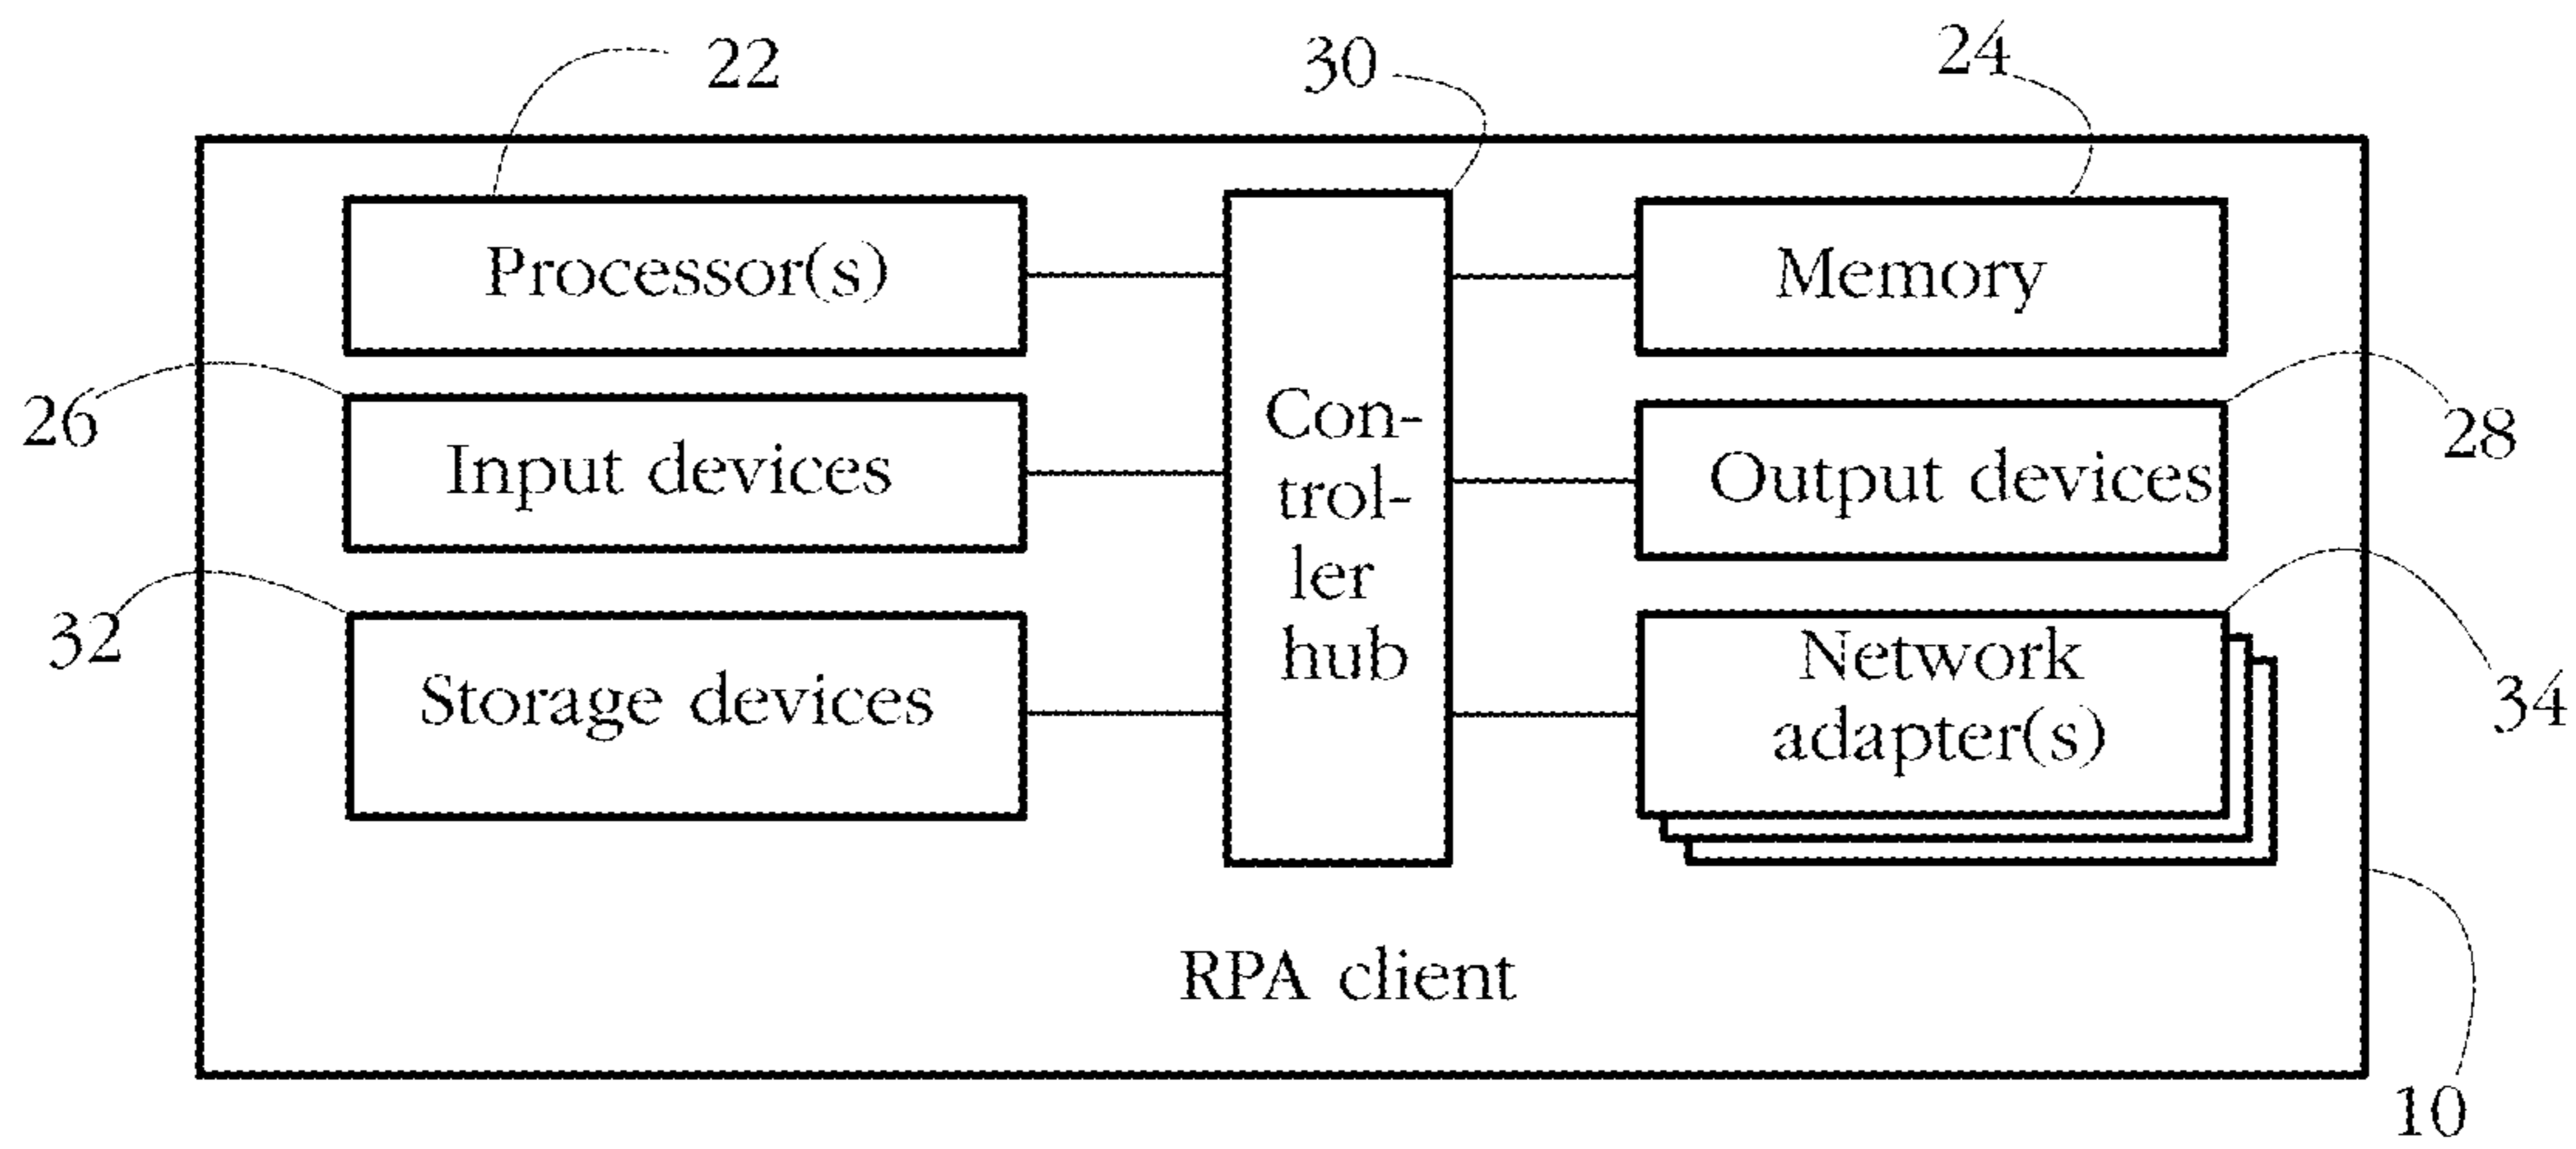 22
30
24
Processor(s)
Memory
26
Input devices
Con-
trol-
ler
hub
Output devices
28
32
Storage devices
Network
adapter(s)
34
RPA client
10